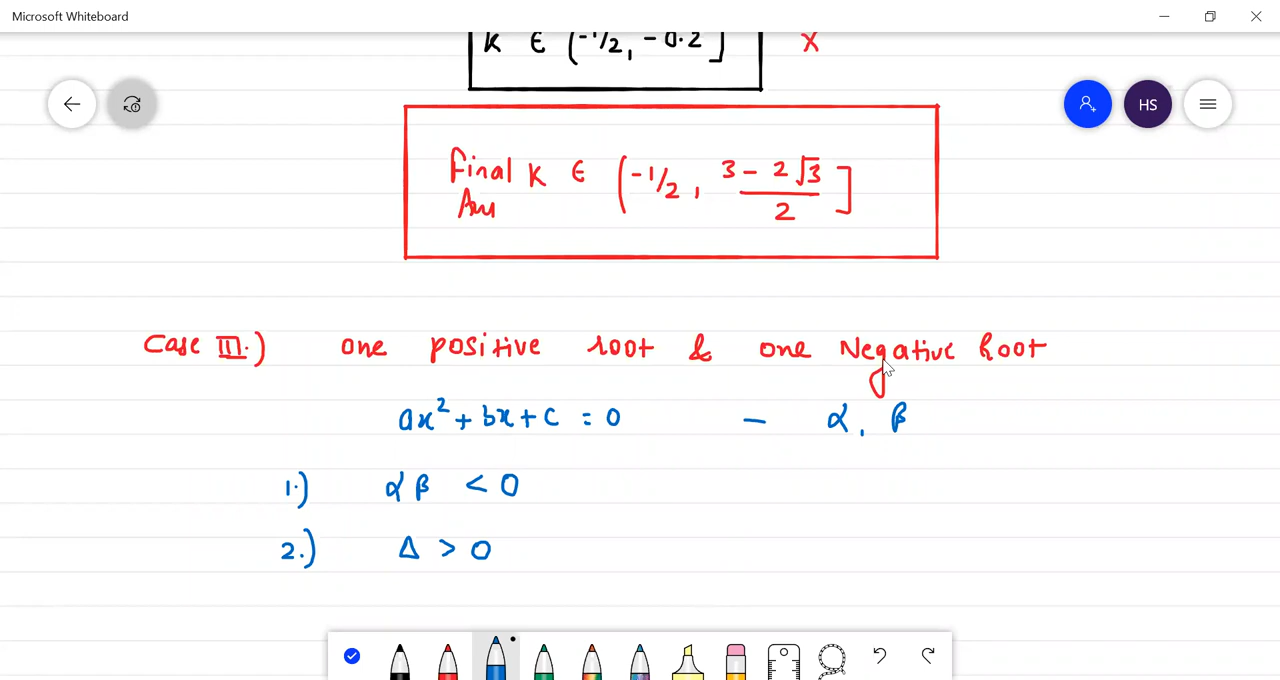 Microsoft Whiteboard
K ∈ (-1/2, -0.2] X
HS
Final K ∈ (-1/2, (3 - 2√3)/2]
Ans
Case III.) one positive root & one Negative Root
ax² + bx + c = 0 — α, β
1.) αβ < 0
2.) Δ > 0